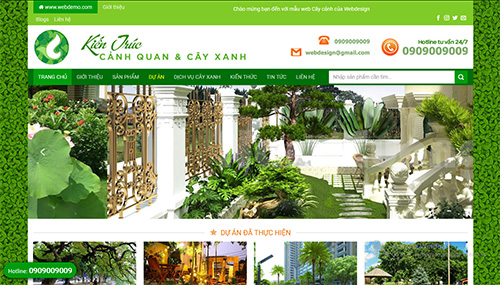 www.webdemo.com Giới thiệu
Chào mừng bạn đến với mẫu web Cây cảnh của Webdesign
Blogs Liên hệ
Kiến Thức
CẢNH QUAN & CÂY XANH
0909009009
webdesign@gmail.com
Hotline tư vấn 24/7
0909009009
TRANG CHỦ GIỚI THIỆU SẢN PHẨM DỰ ÁN DỊCH VỤ CÂY XANH KIẾN THỨC TIN TỨC LIÊN HỆ
Nhập sản phẩm cần tìm...
DỰ ÁN ĐÃ THỰC HIỆN
Hotline: 0909009009